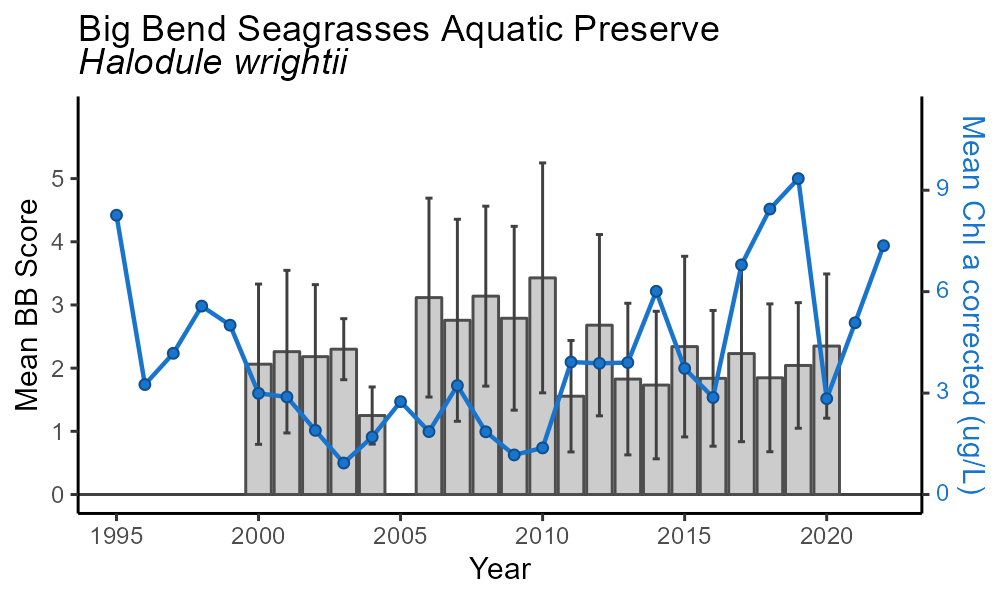 Big Bend Seagrasses Aquatic Preserve
Halodule wrightii
Mean BB Score
5
4
3
2
1
0
Mean Chl a corrected (ug/L)
9
6
3
0
1995 2000 2005 2010 2015 2020
Year